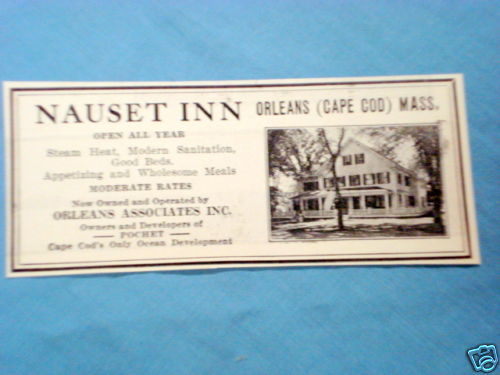 NAUSET INN ORLEANS (CAPE COD) MASS.
OPEN ALL YEAR
Steam Heat, Modern Sanitation,
Good Beds.
Appetizing and Wholesome Meals
MODERATE RATES
Now Owned and Operated by
ORLEANS ASSOCIATES INC.
Owners and Developers of
— POCHET —
Cape Cod's Only Ocean Development